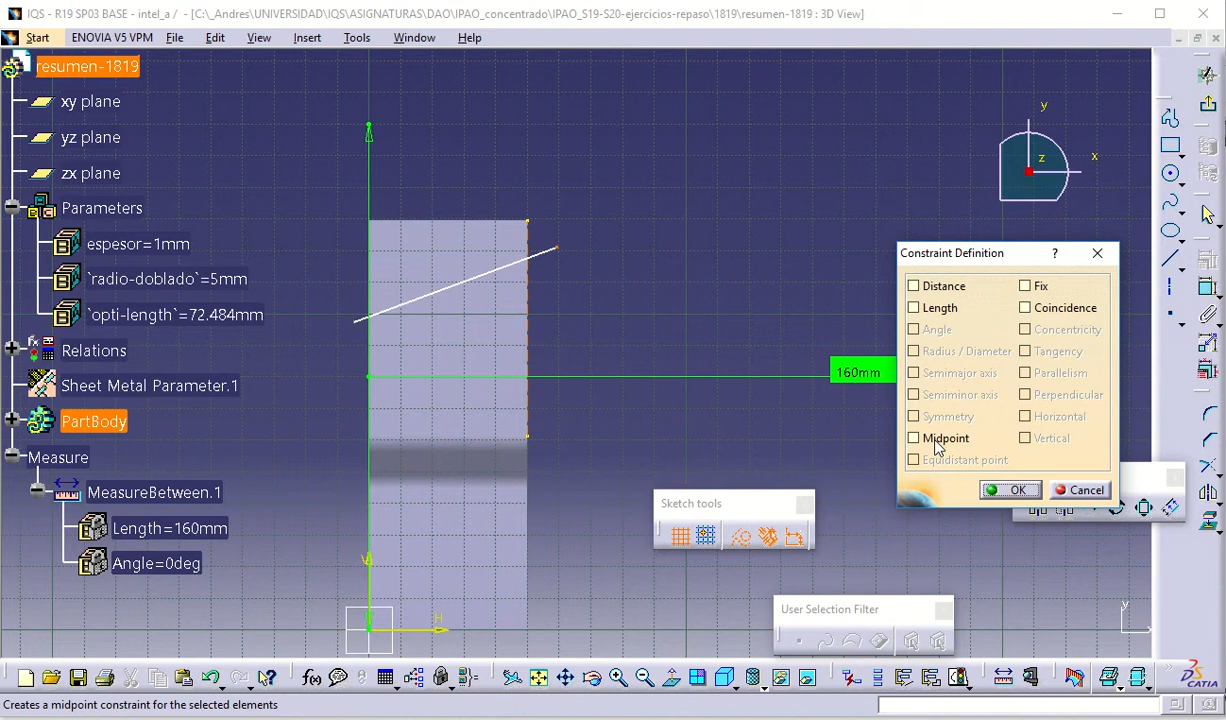 IQS - R19 SP03 BASE - intel_a / - [C:\_Andres\UNIVERSIDAD\IQS\ASIGNATURAS\DAO\IPAO_concentrado\IPAO_S19-S20-ejercicios-repaso\1819\resumen-1819 : 3D View]
Start ENOVIA V5 VPM File Edit View Insert Tools Window Help
resumen-1819
xy plane
yz plane
zx plane
Parameters
espesor=1mm
`radio-doblado`=5mm
`opti-length`=72.484mm
Relations
Sheet Metal Parameter.1
PartBody
Measure
MeasureBetween.1
Length=160mm
Angle=0deg
y
z
x
160mm
V
H
Constraint Definition ?
Distance Fix
Length Coincidence
Angle Concentricity
Radius / Diameter Tangency
Semimajor axis Parallelism
Semiminor axis Perpendicular
Symmetry Horizontal
Midpoint Vertical
Equidistant point
OK Cancel
Sketch tools
User Selection Filter
y
x
CATIA
Creates a midpoint constraint for the selected elements